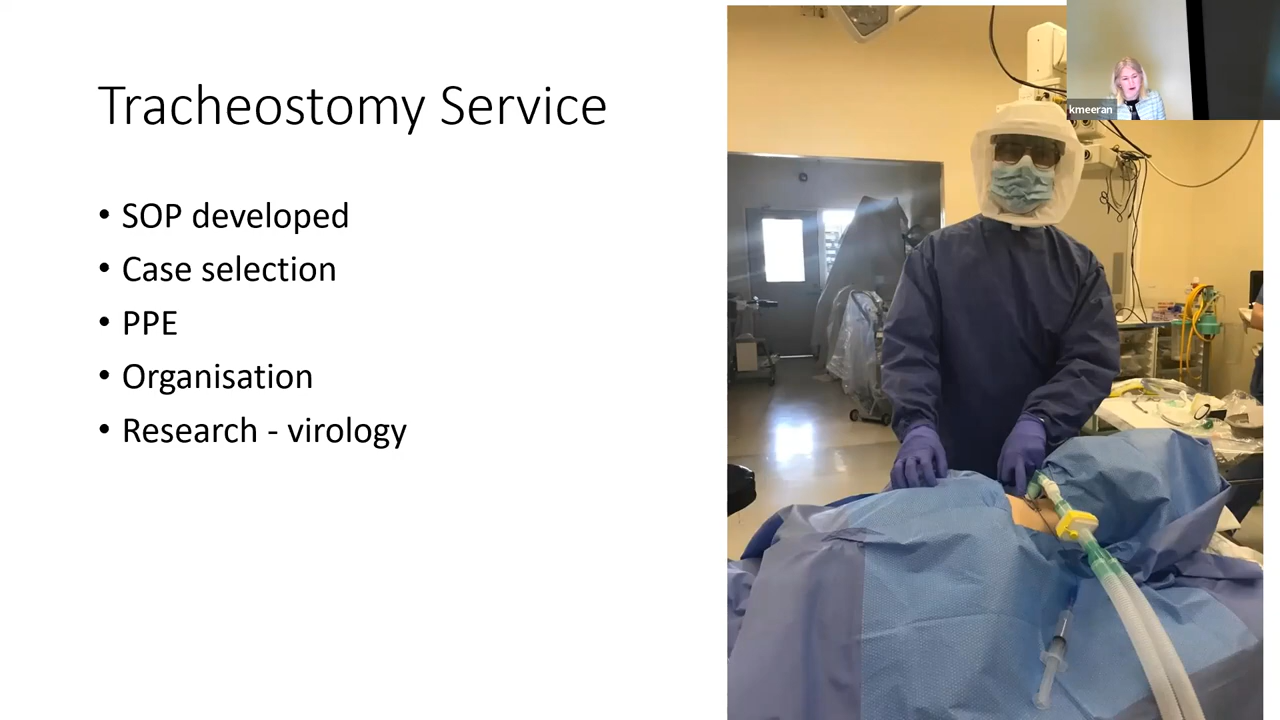 Tracheostomy Service
• SOP developed
• Case selection
• PPE
• Organisation
• Research - virology
kmeeran